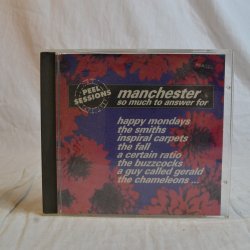 PEEL
SESSIONS
manchester
so much to answer for
happy mondays
the smiths
inspiral carpets
the fall
a certain ratio
the buzzcocks
a guy called gerald
the chameleons ...